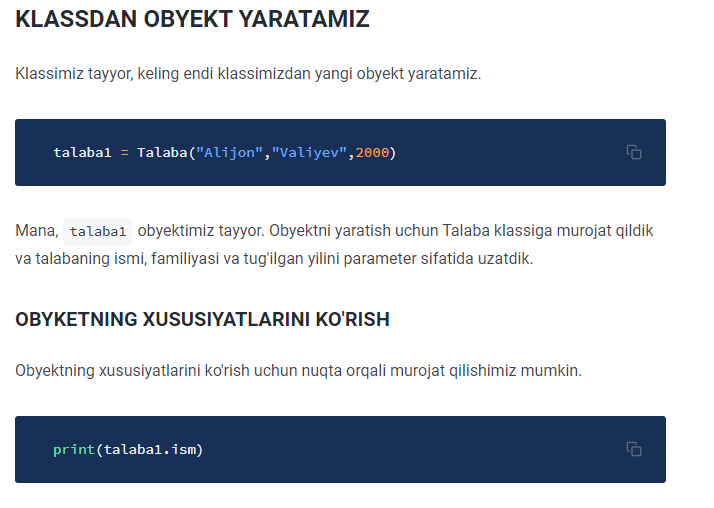 KLASSDAN OBYEKT YARATAMIZ
Klassimiz tayyor, keling endi klassimizdan yangi obyekt yaratamiz.
talaba1 = Talaba("Alijon","Valiyev",2000)
Mana, talaba1 obyektimiz tayyor. Obyektni yaratish uchun Talaba klassiga murojat qildik
va talabaning ismi, familiyasi va tug'ilgan yilini parameter sifatida uzatdik.
OBYKETNING XUSUSIYATLARINI KO'RISH
Obyektning xususiyatlarini ko'rish uchun nuqta orqali murojat qilishimiz mumkin.
print(talaba1.ism)